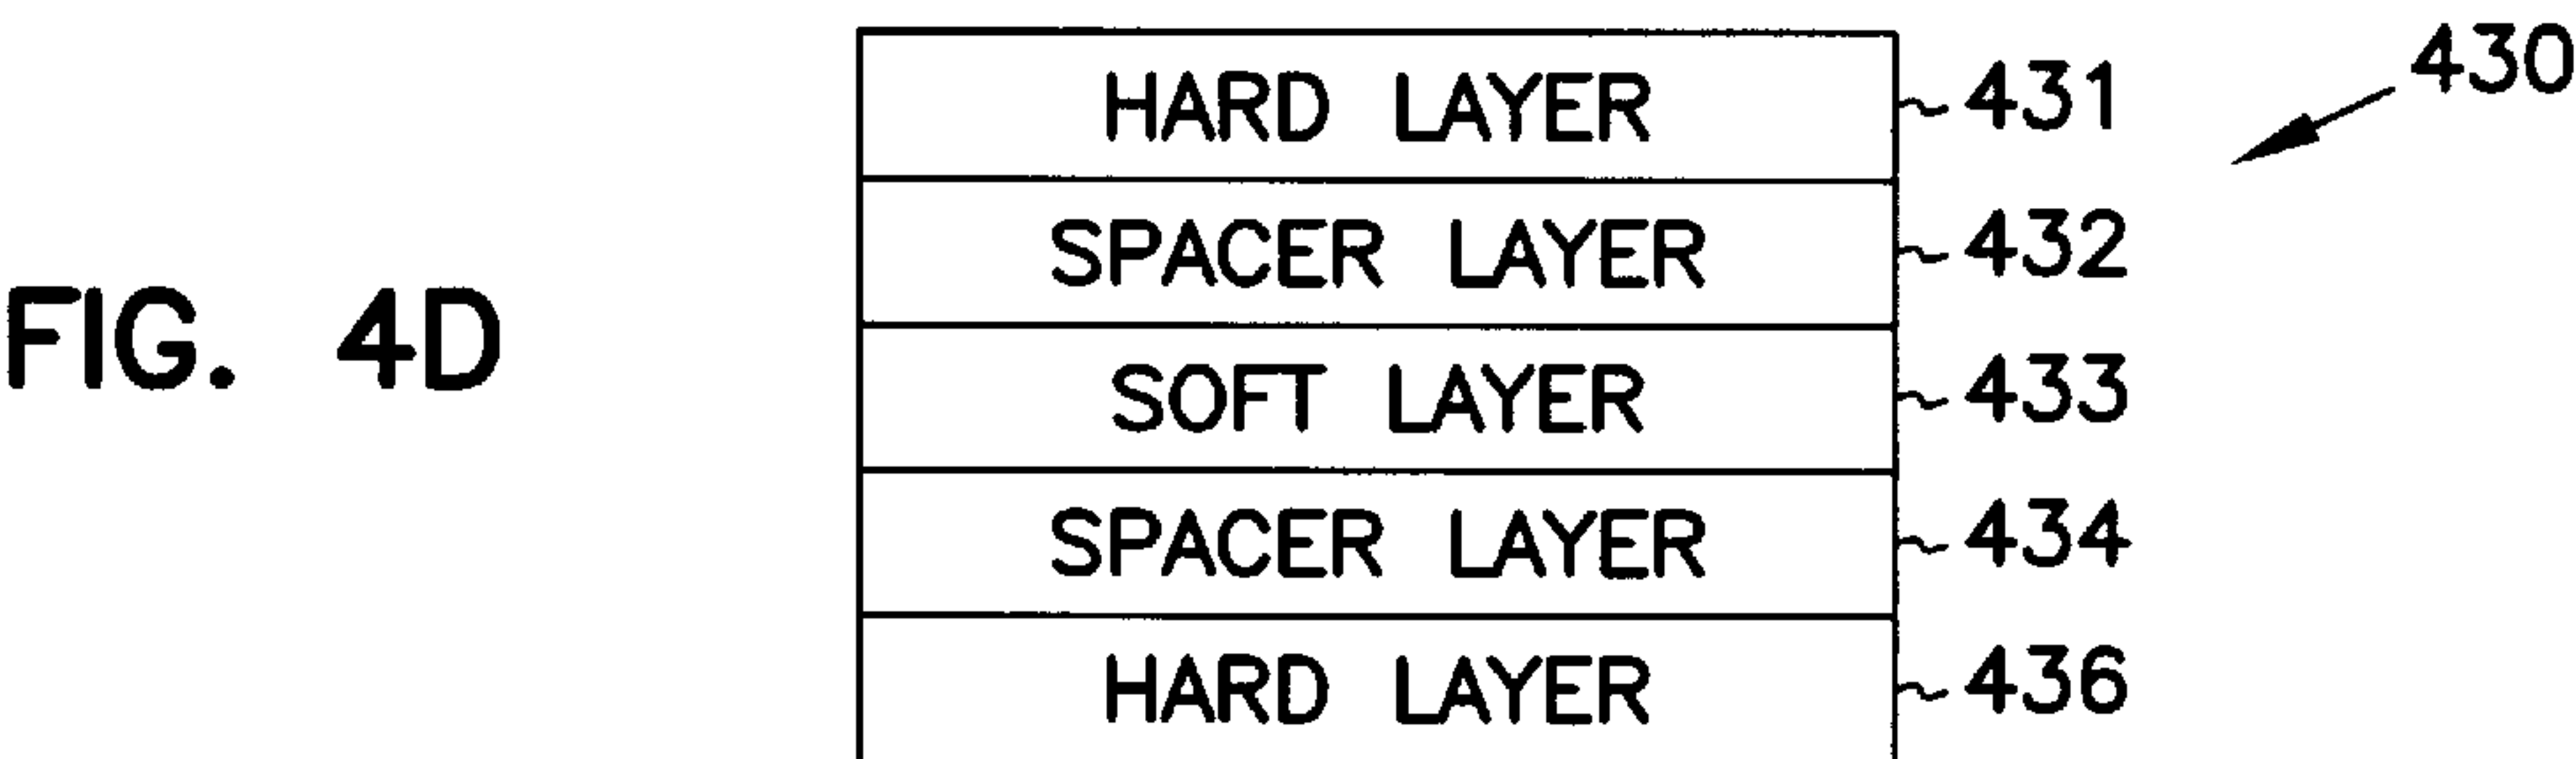 430
HARD LAYER 431
SPACER LAYER 432
FIG. 4D
SOFT LAYER 433
SPACER LAYER 434
HARD LAYER 436